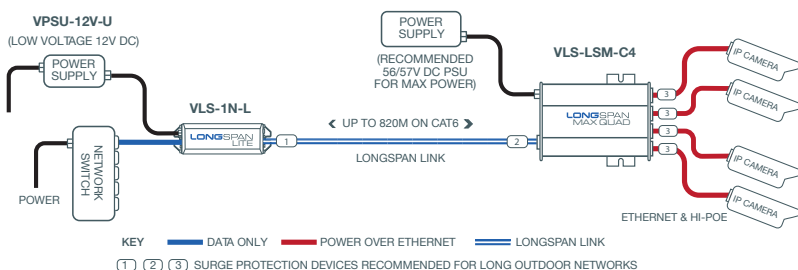 VPSU-12V-U
(LOW VOLTAGE 12V DC)
POWER
SUPPLY
VLS-1N-L
LONGSPAN
LITE
NETWORK
SWITCH
POWER
1
UP TO 820M ON CAT6
LONGSPAN LINK
2
POWER
SUPPLY
(RECOMMENDED
56/57V DC PSU
FOR MAX POWER)
VLS-LSM-C4
LONGSPAN
MAX QUAD
3
3
3
3
IP CAMERA
IP CAMERA
IP CAMERA
IP CAMERA
ETHERNET & HI-POE
KEY DATA ONLY POWER OVER ETHERNET LONGSPAN LINK
1 2 3 SURGE PROTECTION DEVICES RECOMMENDED FOR LONG OUTDOOR NETWORKS